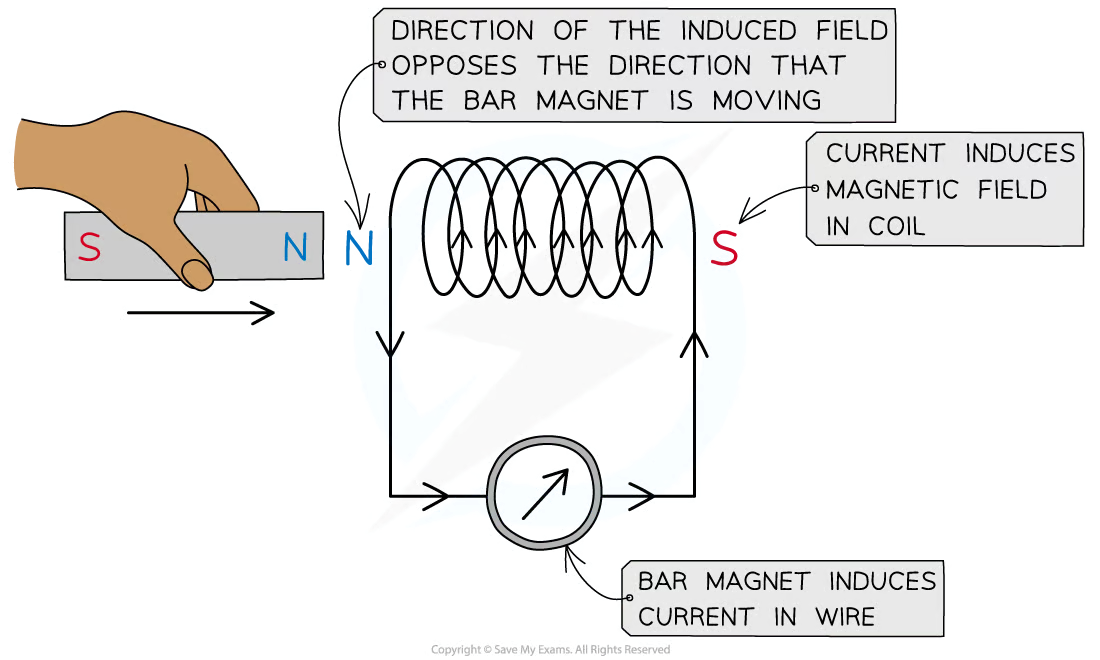 DIRECTION OF THE INDUCED FIELD
OPPOSES THE DIRECTION THAT
THE BAR MAGNET IS MOVING
CURRENT INDUCES
MAGNETIC FIELD
IN COIL
S
N
N
S
BAR MAGNET INDUCES
CURRENT IN WIRE
Copyright © Save My Exams. All Rights Reserved